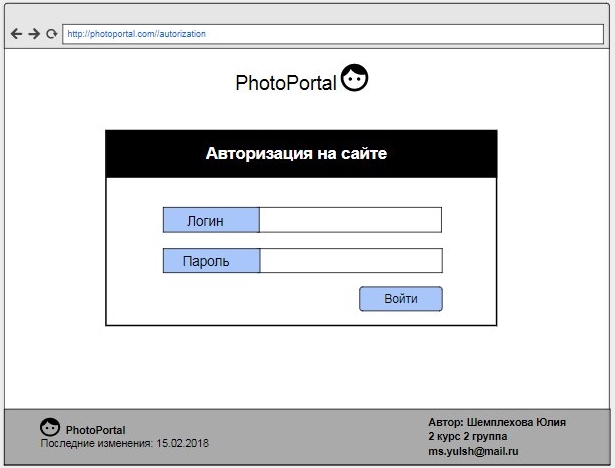 http://photoportal.com//autorization
PhotoPortal
Авторизация на сайте
Логин
Пароль
Войти
PhotoPortal
Последние изменения: 15.02.2018
Автор: Шемплехова Юлия
2 курс 2 группа
ms.yulsh@mail.ru